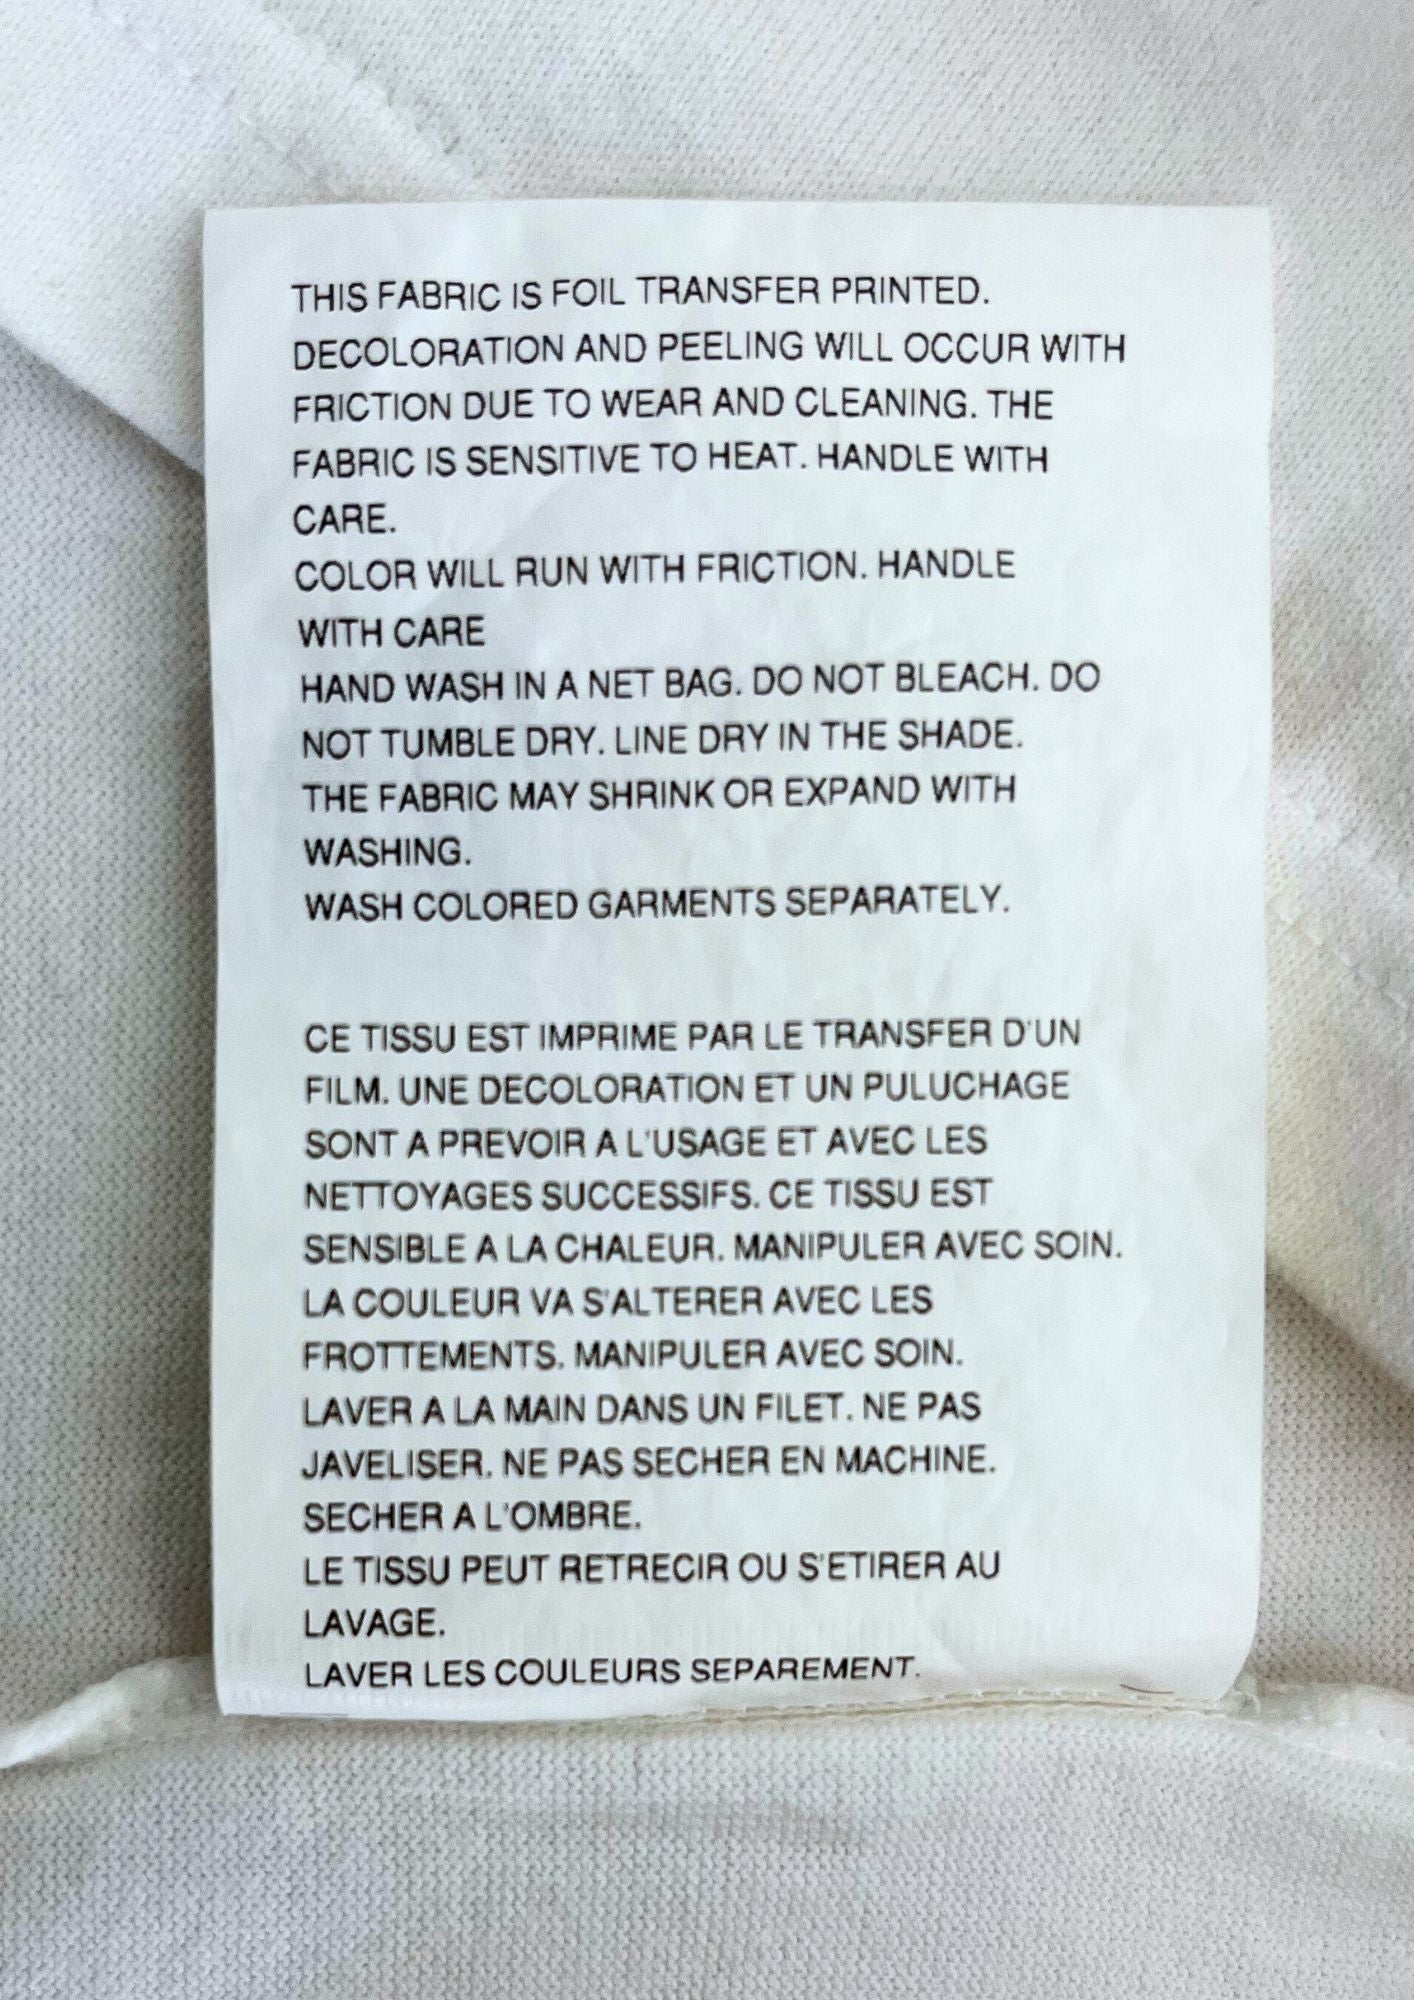 THIS FABRIC IS FOIL TRANSFER PRINTED.
DECOLORATION AND PEELING WILL OCCUR WITH
FRICTION DUE TO WEAR AND CLEANING. THE
FABRIC IS SENSITIVE TO HEAT. HANDLE WITH
CARE.
COLOR WILL RUN WITH FRICTION. HANDLE
WITH CARE
HAND WASH IN A NET BAG. DO NOT BLEACH. DO
NOT TUMBLE DRY. LINE DRY IN THE SHADE.
THE FABRIC MAY SHRINK OR EXPAND WITH
WASHING.
WASH COLORED GARMENTS SEPARATELY.
CE TISSU EST IMPRIME PAR LE TRANSFER D'UN
FILM. UNE DECOLORATION ET UN PULUCHAGE
SONT A PREVOIR A L'USAGE ET AVEC LES
NETTOYAGES SUCCESSIFS. CE TISSU EST
SENSIBLE A LA CHALEUR. MANIPULER AVEC SOIN.
LA COULEUR VA S'ALTERER AVEC LES
FROTTEMENTS. MANIPULER AVEC SOIN.
LAVER A LA MAIN DANS UN FILET. NE PAS
JAVELISER. NE PAS SECHER EN MACHINE.
SECHER A L'OMBRE.
LE TISSU PEUT RETRECIR OU S'ETIRER AU
LAVAGE.
LAVER LES COULEURS SEPAREMENT.